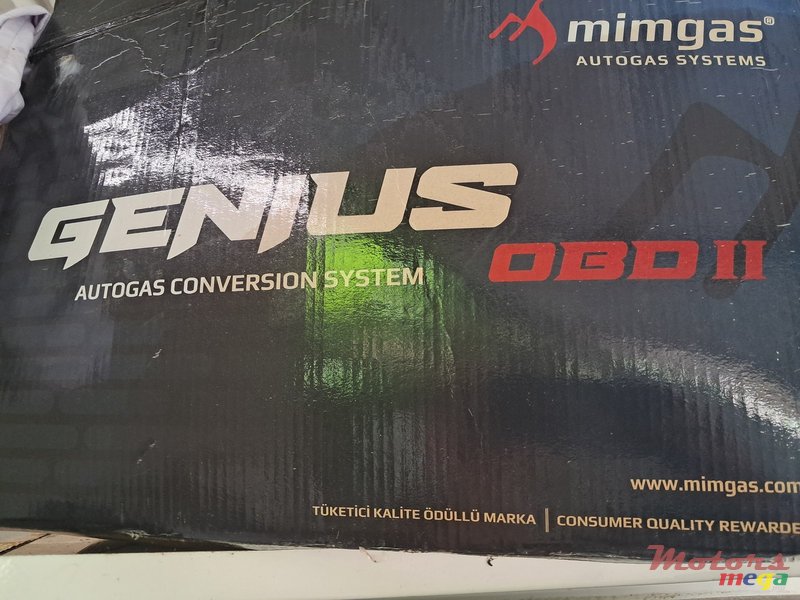 mimgas®
AUTOGAS SYSTEMS
GENIUS
OBD II
AUTOGAS CONVERSION SYSTEM
www.mimgas.com
TÜKETİCİ KALİTE ÖDÜLLÜ MARKA | CONSUMER QUALITY REWARDE
Motors
mega